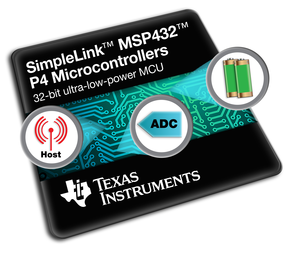 SimpleLink™ MSP432™
P4 Microcontrollers
32-bit ultra-low-power MCU
Host
ADC
TEXAS
INSTRUMENTS